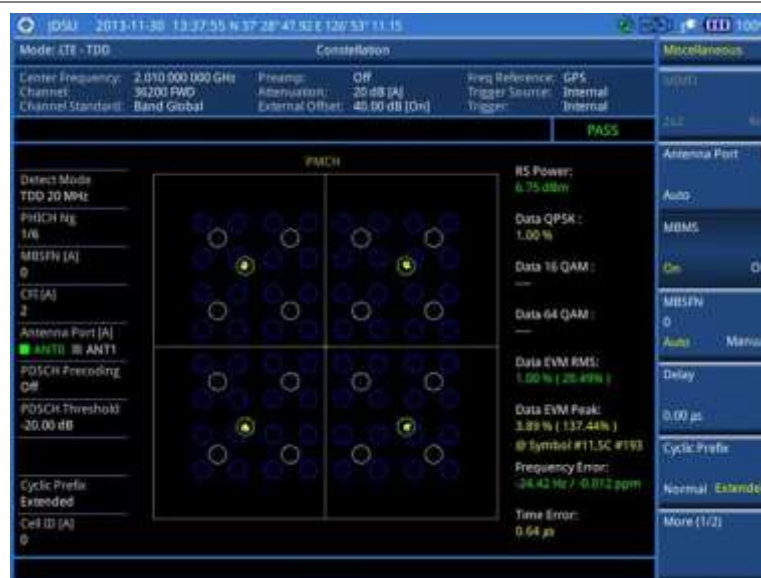 JDSU 2013-11-30 13:37:55 N 37° 28' 47.92 E 126° 53' 11.15
100%
Mode: LTE - TDD
Constellation
Miscellaneous
Center Frequency: 2.010 000 000 GHz
Channel: 36200 FWD
Channel Standard: Band Global
Preamp: Off
Attenuation: 20 dB [A]
External Offset: 40.00 dB [On]
Freq Reference: GPS
Trigger Source: Internal
Trigger: Internal
PASS
PMCH
Detect Mode
TDD 20 MHz
PHICH Ng
1/6
MBSFN [A]
0
CFI [A]
2
Antenna Port [A]
ANT0 ANT1
PDSCH Precoding
Off
PDSCH Threshold
-20.00 dB
Cyclic Prefix
Extended
Cell ID [A]
0
RS Power:
6.75 dBm
Data QPSK :
1.00 %
Data 16 QAM :
---
Data 64 QAM :
---
Data EVM RMS:
1.00 % ( 20.49% )
Data EVM Peak:
3.89 % ( 137.44% )
@ Symbol #11,SC #193
Frequency Error:
-24.42 Hz / -0.012 ppm
Time Error:
0.64 µs
2x2
Antenna Port
Auto
MBMS
On
MBSFN
0
Auto
Delay
0.00 µs
Cyclic Prefix
Normal
More (1/2)